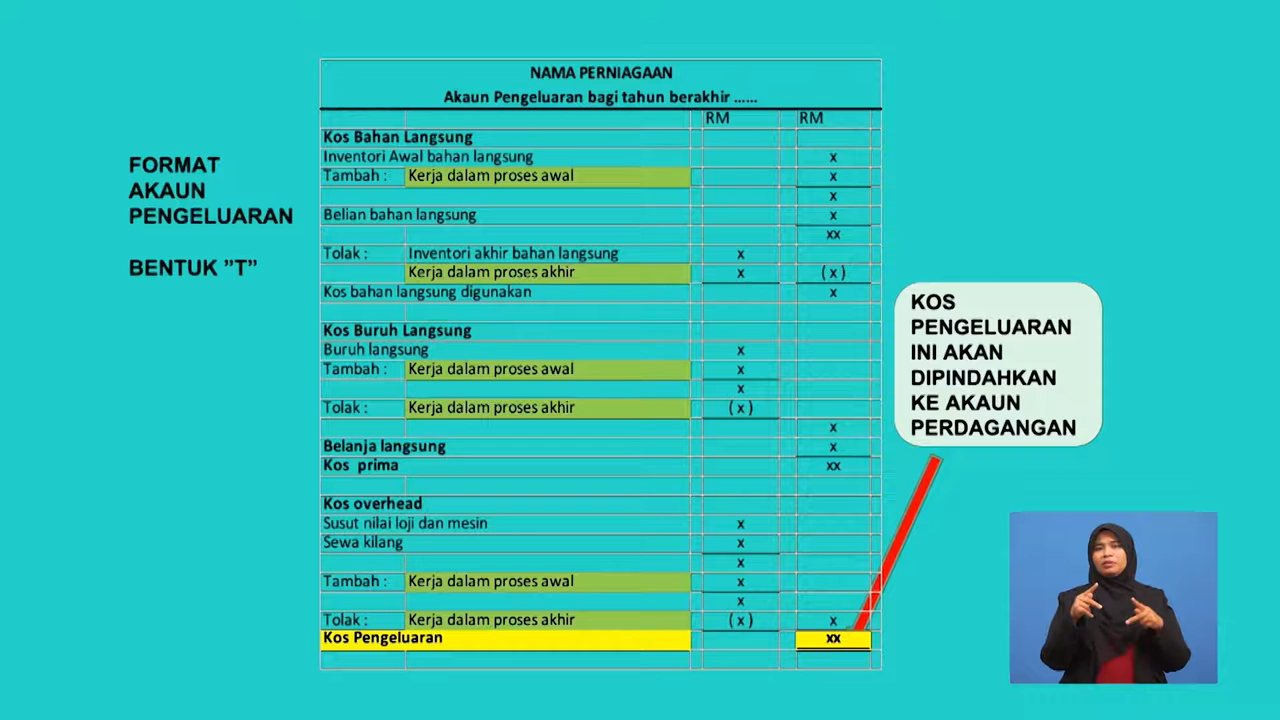 FORMAT
AKAUN
PENGELUARAN
BENTUK ”T”
NAMA PERNIAGAAN
Akaun Pengeluaran bagi tahun berakhir ......
RM RM
Kos Bahan Langsung
Inventori Awal bahan langsung x
Tambah : Kerja dalam proses awal x
x
Belian bahan langsung x
xx
Tolak : Inventori akhir bahan langsung x
Kerja dalam proses akhir x ( x )
Kos bahan langsung digunakan x
Kos Buruh Langsung
Buruh langsung x
Tambah : Kerja dalam proses awal x
x
Tolak : Kerja dalam proses akhir ( x )
x
Belanja langsung x
Kos prima xx
Kos overhead
Susut nilai loji dan mesin x
Sewa kilang x
x
Tambah : Kerja dalam proses awal x
x
Tolak : Kerja dalam proses akhir ( x ) x
Kos Pengeluaran xx
KOS
PENGELUARAN
INI AKAN
DIPINDAHKAN
KE AKAUN
PERDAGANGAN